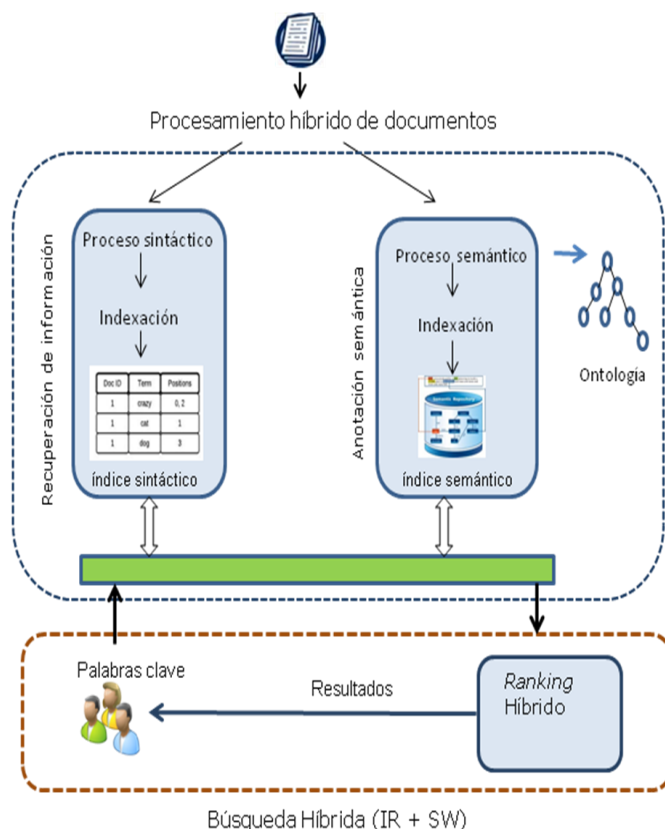 Procesamiento híbrido de documentos
Recuperación de información
Proceso sintáctico
Indexación
Doc ID Term Positions
1 crazy 0, 2
1 cat 1
1 dog 3
índice sintáctico
Anotación semántica
Proceso semántico
Indexación
índice semántico
Ontología
Palabras clave
Resultados
Ranking
Híbrido
Búsqueda Híbrida (IR + SW)